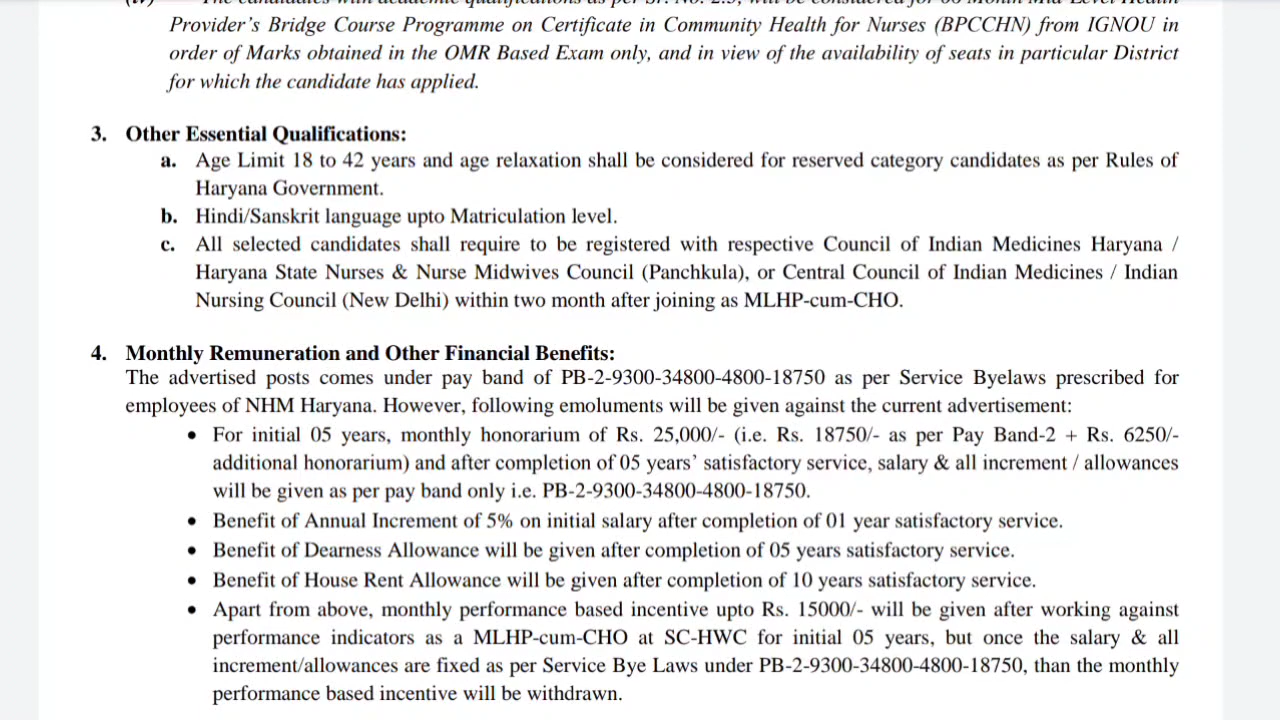 Provider's Bridge Course Programme on Certificate in Community Health for Nurses (BPCCHN) from IGNOU in
order of Marks obtained in the OMR Based Exam only, and in view of the availability of seats in particular District
for which the candidate has applied.
3. Other Essential Qualifications:
a. Age Limit 18 to 42 years and age relaxation shall be considered for reserved category candidates as per Rules of
Haryana Government.
b. Hindi/Sanskrit language upto Matriculation level.
c. All selected candidates shall require to be registered with respective Council of Indian Medicines Haryana /
Haryana State Nurses & Nurse Midwives Council (Panchkula), or Central Council of Indian Medicines / Indian
Nursing Council (New Delhi) within two month after joining as MLHP-cum-CHO.
4. Monthly Remuneration and Other Financial Benefits:
The advertised posts comes under pay band of PB-2-9300-34800-4800-18750 as per Service Byelaws prescribed for
employees of NHM Haryana. However, following emoluments will be given against the current advertisement:
• For initial 05 years, monthly honorarium of Rs. 25,000/- (i.e. Rs. 18750/- as per Pay Band-2 + Rs. 6250/-
additional honorarium) and after completion of 05 years' satisfactory service, salary & all increment / allowances
will be given as per pay band only i.e. PB-2-9300-34800-4800-18750.
• Benefit of Annual Increment of 5% on initial salary after completion of 01 year satisfactory service.
• Benefit of Dearness Allowance will be given after completion of 05 years satisfactory service.
• Benefit of House Rent Allowance will be given after completion of 10 years satisfactory service.
• Apart from above, monthly performance based incentive upto Rs. 15000/- will be given after working against
performance indicators as a MLHP-cum-CHO at SC-HWC for initial 05 years, but once the salary & all
increment/allowances are fixed as per Service Bye Laws under PB-2-9300-34800-4800-18750, than the monthly
performance based incentive will be withdrawn.